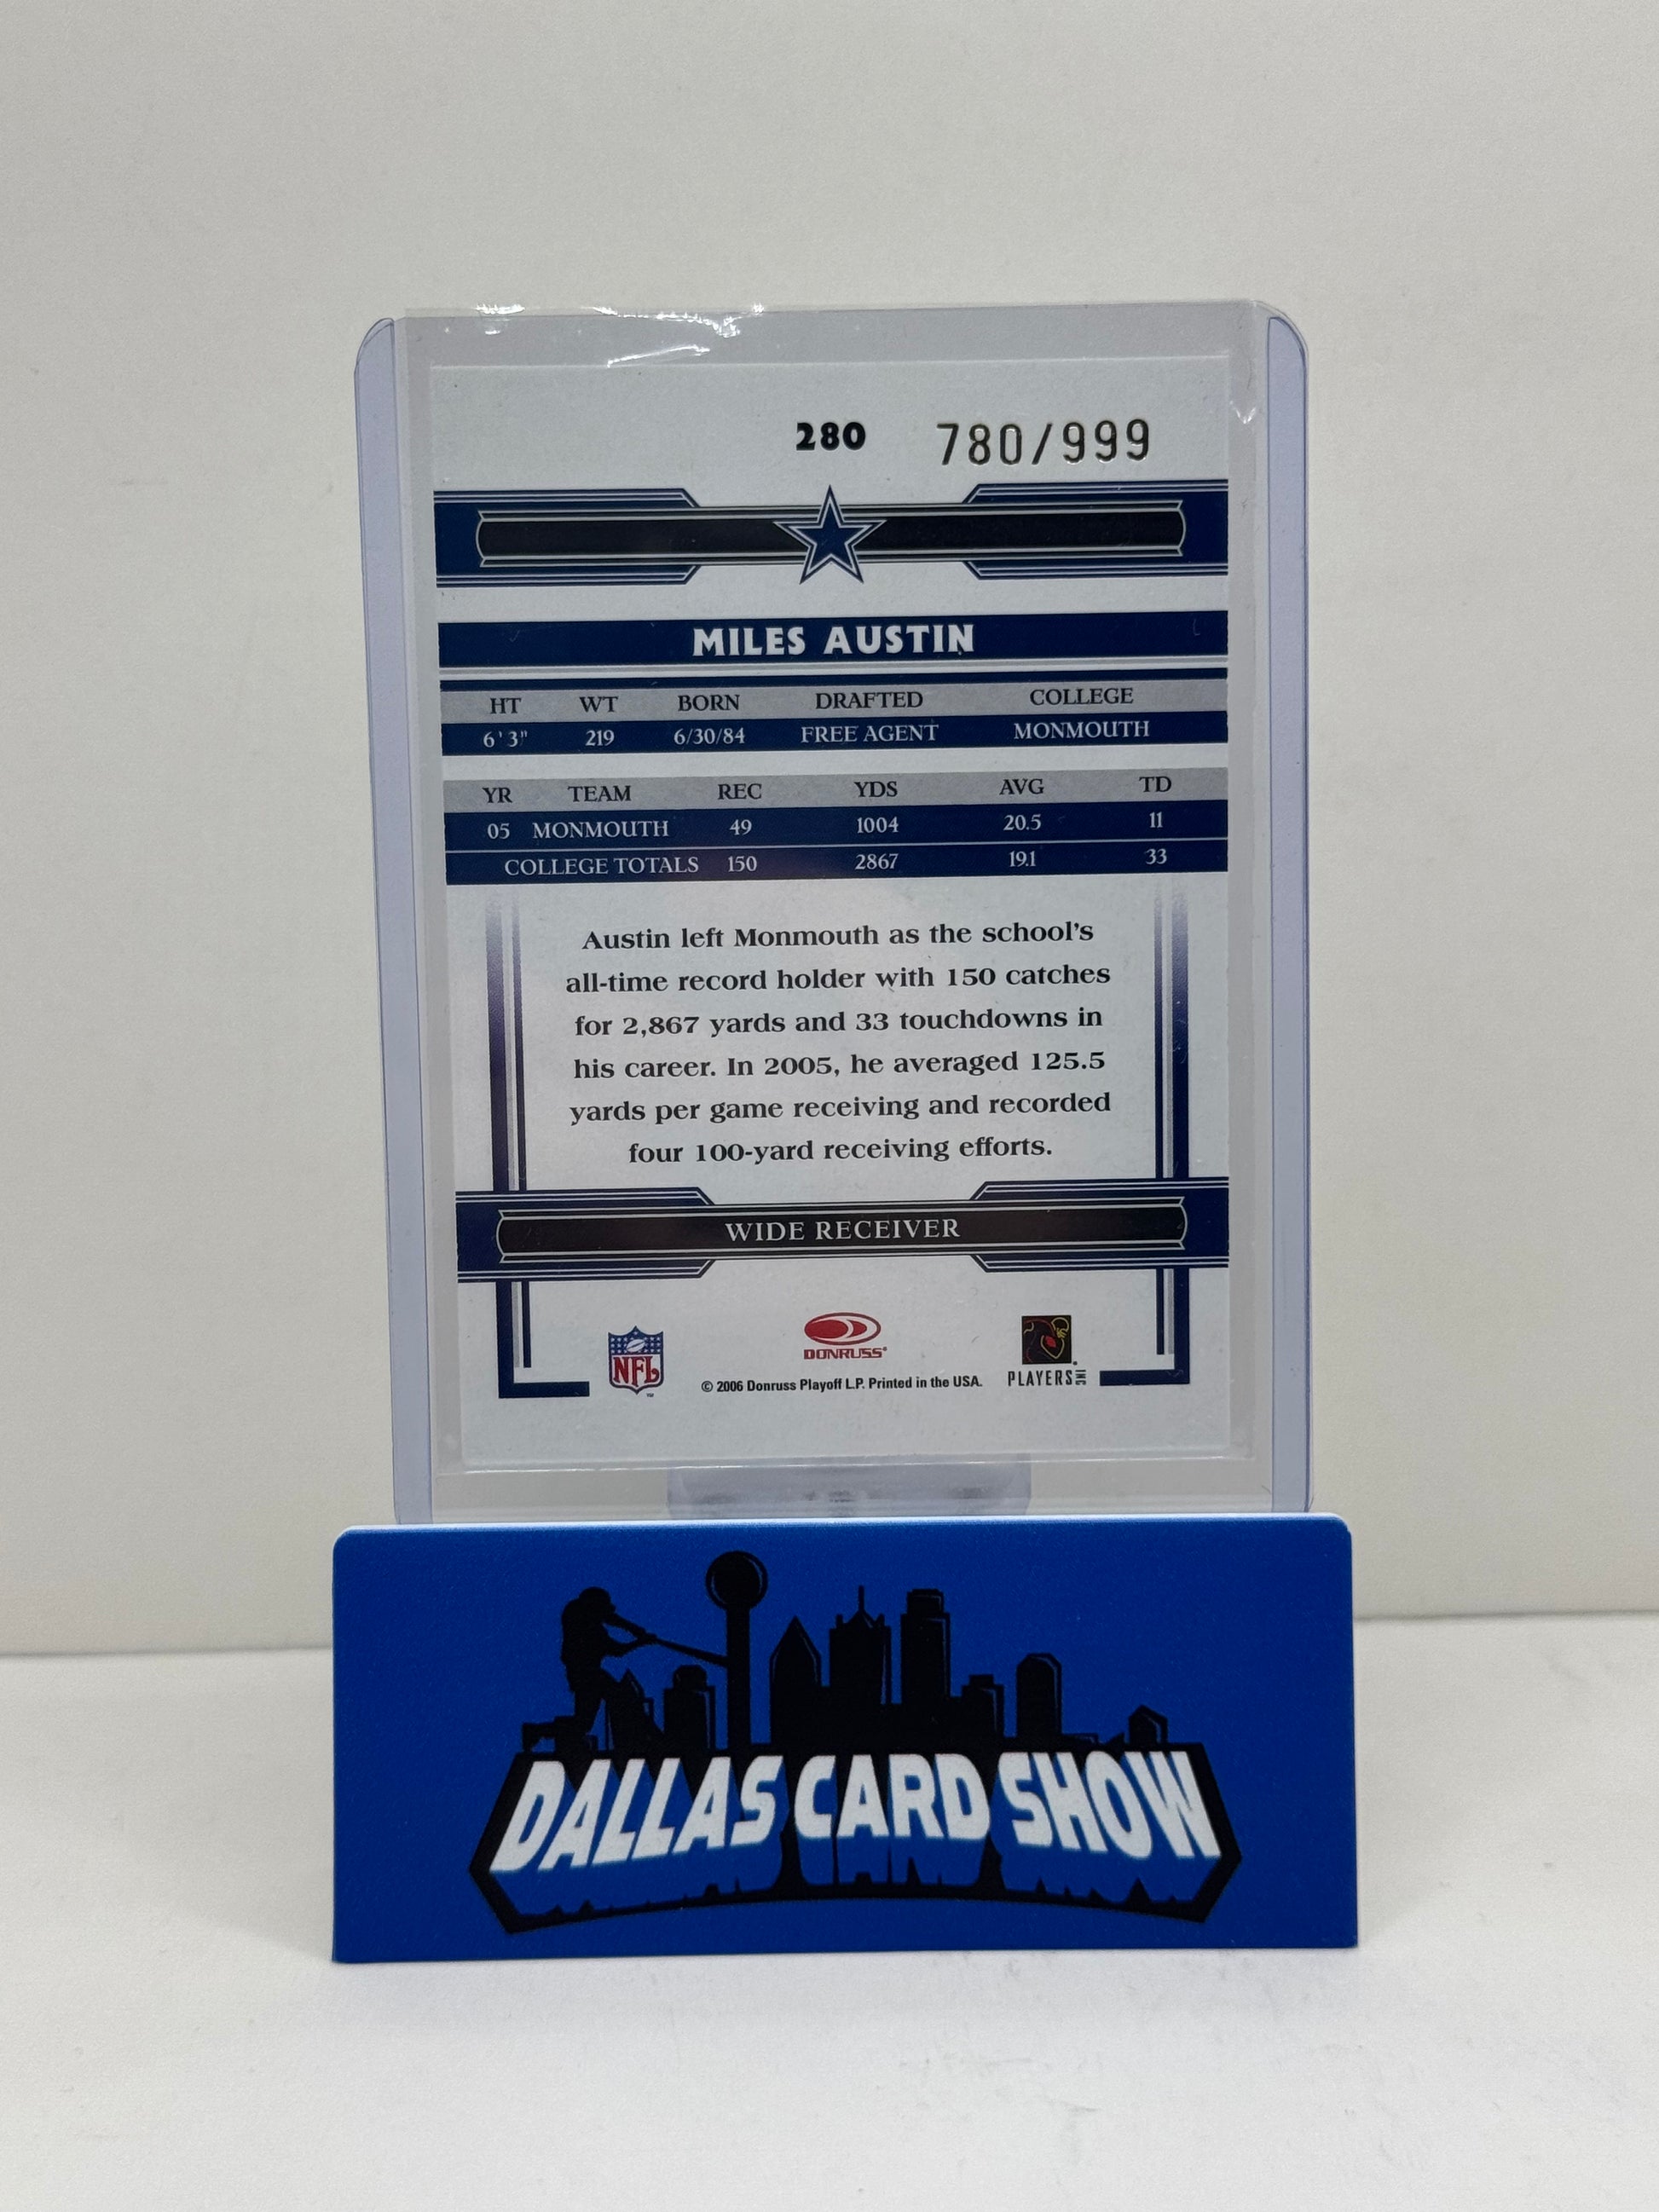 280 780/999
MILES AUSTIN
HT WT BORN DRAFTED COLLEGE
6'3" 219 6/30/84 FREE AGENT MONMOUTH
YR TEAM REC YDS AVG TD
05 MONMOUTH 49 1004 20.5 11
COLLEGE TOTALS 150 2867 19.1 33
Austin left Monmouth as the school's
all-time record holder with 150 catches
for 2,867 yards and 33 touchdowns in
his career. In 2005, he averaged 125.5
yards per game receiving and recorded
four 100-yard receiving efforts.
WIDE RECEIVER
NFL
DONRUSS
PLAYERS INC
© 2006 Donruss Playoff L.P. Printed in the USA.
DALLAS CARD SHOW